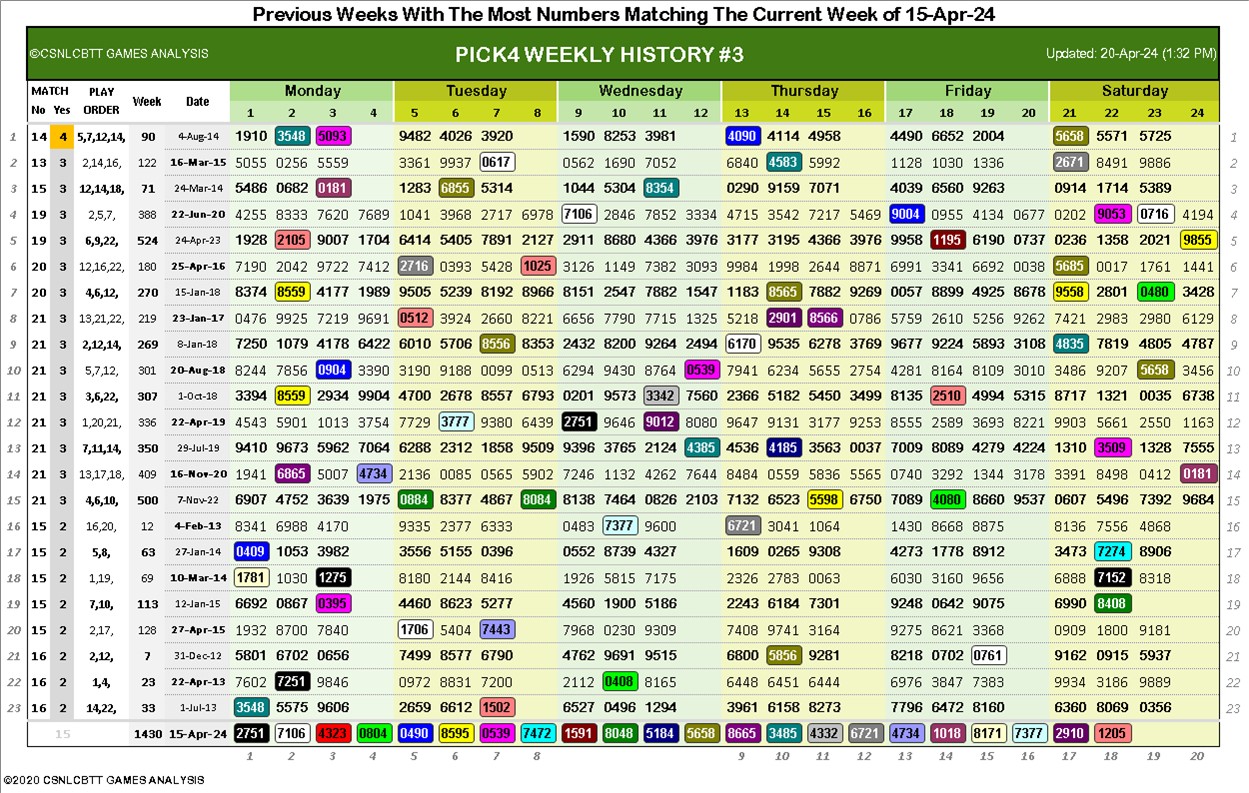 Previous Weeks With The Most Numbers Matching The Current Week of 15-Apr-24
©CSNLCBTT GAMES ANALYSIS PICK4 WEEKLY HISTORY #3 Updated: 20-Apr-24 (1:32 PM)
MATCH PLAY Week Date Monday Tuesday Wednesday Thursday Friday Saturday
No Yes ORDER 1 2 3 4 5 6 7 8 9 10 11 12 13 14 15 16 17 18 19 20 21 22 23 24
1 14 4 5,7,12,14, 90 4-Aug-14 1910 3548 5093 9482 4026 3920 1590 8253 3981 4090 4114 4958 4490 6652 2004 5658 5571 5725 1
2 13 3 2,14,16, 122 16-Mar-15 5055 0256 5559 3361 9937 0617 0562 1690 7052 6840 4583 5992 1128 1030 1336 2671 8491 9886 2
3 15 3 12,14,18, 71 24-Mar-14 5486 0682 0181 1283 6855 5314 1044 5304 8354 0290 9159 7071 4039 6560 9263 0914 1714 5389 3
4 19 3 2,5,7, 388 22-Jun-20 4255 8333 7620 7689 1041 3968 2717 6978 7106 2846 7852 3334 4715 3542 7217 5246 9004 0955 4134 0677 0202 9053 0716 4194 4
5 19 3 6,9,22, 524 24-Apr-23 1928 2105 9007 1704 6414 5405 7891 2127 2911 8680 4366 3976 3177 3195 4366 3976 9958 1195 6190 0737 0236 1358 2021 9855 5
6 20 3 12,16,22, 180 25-Apr-16 7190 2042 9722 7412 2716 0393 5428 1025 3126 1149 7382 3093 9984 1998 2644 8871 6991 3341 6692 0038 5685 0017 1761 1441 6
7 20 3 4,6,12, 270 15-Jan-18 8374 8559 4177 1989 9505 5239 8192 8966 8151 2547 7882 1547 1183 8565 7882 9269 0057 8899 4925 8678 9558 2801 0480 3428 7
8 21 3 13,21,22, 219 23-Jan-17 0476 9925 7219 9691 0512 3924 2660 8221 6656 7790 7715 1325 5218 2901 8566 0786 5759 2610 5256 9262 7421 2983 2980 6129 8
9 21 3 2,12,14, 269 8-Jan-18 7250 1079 4178 6422 6010 5706 8556 8353 2432 8200 9264 2494 6170 9535 6278 3769 9677 9224 5893 3108 4835 7819 4805 4787 9
10 21 3 5,7,12, 301 20-Aug-18 8244 7856 0904 3390 3190 9188 0099 0513 6294 9430 8764 0539 7941 6234 5655 2754 4281 8164 8109 3010 3486 9207 5658 3456 10
11 21 3 3,6,22, 307 1-Oct-18 3394 8559 2934 9904 4700 2678 8557 6793 0201 9573 3342 7560 2366 5182 5450 3499 8135 2510 4994 5315 8717 1321 0035 6738 11
12 21 3 1,20,21, 336 22-Apr-19 4543 5901 1013 3754 7729 3777 9380 6439 2751 9646 9012 8080 9647 9131 3177 9253 8555 2589 3693 8221 9903 5661 2550 1163 12
13 21 3 7,11,14, 350 29-Jul-19 9410 9673 5962 7064 6288 2312 1858 9509 9396 3765 2124 4385 4536 4185 3563 0037 7009 8089 4279 4224 1310 3509 1328 7555 13
14 21 3 13,17,18, 409 16-Nov-20 1941 6865 5007 4734 2136 0085 0565 5902 7246 1132 4262 7644 8484 0055 5536 5565 0740 3292 1344 3178 3391 8498 0412 0181 14
15 21 3 4,6,10, 500 7-Nov-22 6907 4752 3639 1975 0884 8377 4867 8084 8138 7464 0826 2103 7132 6523 5598 6750 7089 4080 8660 9537 0607 5496 7392 9684 15
16 15 2 16,20, 12 4-Feb-13 8341 6988 4170 9335 2377 6333 0483 7377 9600 6721 3041 1064 1430 8668 8875 8136 7556 4868 16
17 15 2 5,8, 63 27-Jan-14 0409 1053 3982 3556 5155 0396 0552 8739 4327 1609 0265 9308 4273 1778 8912 3473 7274 8906 17
18 15 2 1,19, 69 10-Mar-14 1781 1030 1275 8180 2144 8416 1926 5815 7175 2326 2783 0063 6030 3160 9656 6888 7152 8318 18
19 15 2 7,10, 113 12-Jan-15 6692 0867 0395 4460 8623 5277 4560 1900 5186 2243 6184 7301 9248 0642 9075 6990 8408 19
20 15 2 2,17, 128 27-Apr-15 1932 8700 7840 1706 5404 7443 7968 0230 9309 7408 9741 3164 9275 8621 3368 0909 1800 9181 20
21 16 2 2,12, 7 31-Dec-12 5801 6702 0656 7499 8577 6790 4762 9691 9515 6800 5856 9281 8218 0702 0761 9162 0915 5937 21
22 16 2 1,4, 23 22-Apr-13 7602 7251 9846 0972 8831 7200 2112 0408 8165 6448 6451 6444 6976 3847 7383 9934 3186 9889 22
23 16 2 14,22, 33 1-Jul-13 3548 5575 9606 2659 6612 1502 6527 0496 1294 3961 6158 8273 7796 6472 8160 6360 8069 0356 23
15 1430 15-Apr-24 2751 7106 4323 0804 0490 8595 0539 7472 1591 8048 5184 5658 8665 3485 4332 6721 4734 1018 8171 7377 2910 1205
1 2 3 4 5 6 7 8 9 10 11 12 13 14 15 16 17 18 19 20
©2020 CSNLCBTT GAMES ANALYSIS